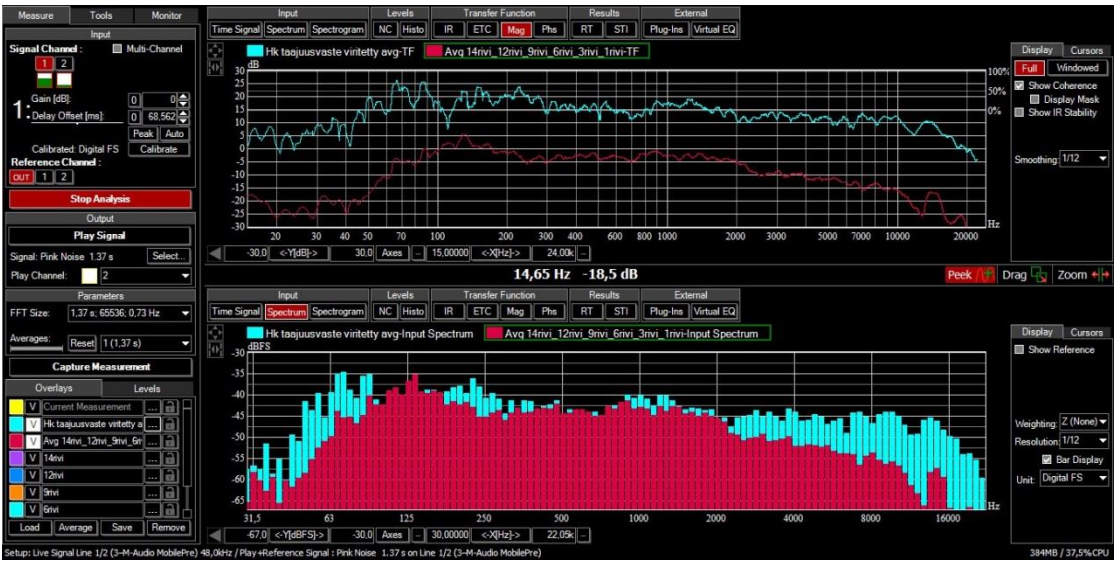 Measure Tools Monitor
Input
Signal Channel : Multi-Channel
1 2
1: Gain [dB]: 0 0
Delay Offset [ms]: 0 68,562
Peak Auto
Calibrated: Digital FS Calibrate
Reference Channel :
OUT 1 2
Stop Analysis
Output
Play Signal
Signal: Pink Noise 1.37 s Select...
Play Channel: 2
Parameters
FFT Size: 1,37 s; 65536; 0,73 Hz
Averages: Reset 1 (1,37 s)
Capture Measurement
Overlays Levels
V Current Measurement ...
V Hk taajuusvaste viritetty a ...
V Avg 14rivi_12rivi_9rivi_6rr ...
V 14rivi ...
V 12rivi ...
V 9rivi ...
V 6rivi ...
Load Average Save Remove
Input Levels Transfer Function Results External
Time Signal Spectrum Spectrogram NC Histo IR ETC Mag Phs RT STI Plug-Ins Virtual EQ
Hk taajuusvaste viritetty avg-TF Avg 14rivi_12rivi_9rivi_6rivi_3rivi_1rivi-TF
dB
30
25
20
15
10
5
0
-5
-10
-15
-20
-25
-30
100%
50%
0%
Hz
20 30 40 50 70 100 200 300 400 600 800 1000 2000 3000 5000 7000 10000 20000
-30,0 <-Y[dB]-> 30,0 Axes - 15,00000 <-X[Hz]-> 24,00k -
Display Cursors
Full Windowed
Show Coherence
Display Mask
Show IR Stability
Smoothing: 1/12
14,65 Hz -18,5 dB
Peek Drag Zoom
Input Levels Transfer Function Results External
Time Signal Spectrum Spectrogram NC Histo IR ETC Mag Phs RT STI Plug-Ins Virtual EQ
Hk taajuusvaste viritetty avg-Input Spectrum Avg 14rivi_12rivi_9rivi_6rivi_3rivi_1rivi-Input Spectrum
dBFS
-30
-35
-40
-45
-50
-55
-60
-65
Hz
31,5 63 125 250 500 1000 2000 4000 8000 16000
-67,0 <-Y[dBFS]-> -30,0 Axes - 30,00000 <-X[Hz]-> 22,05k -
Display Cursors
Show Reference
Weighting: Z (None)
Resolution: 1/12
Bar Display
Unit: Digital FS
Setup: Live Signal Line 1/2 (3-M-Audio MobilePre) 48,0kHz / Play+Reference Signal : Pink Noise 1.37 s on Line 1/2 (3-M-Audio MobilePre)
384MB / 37,5%CPU